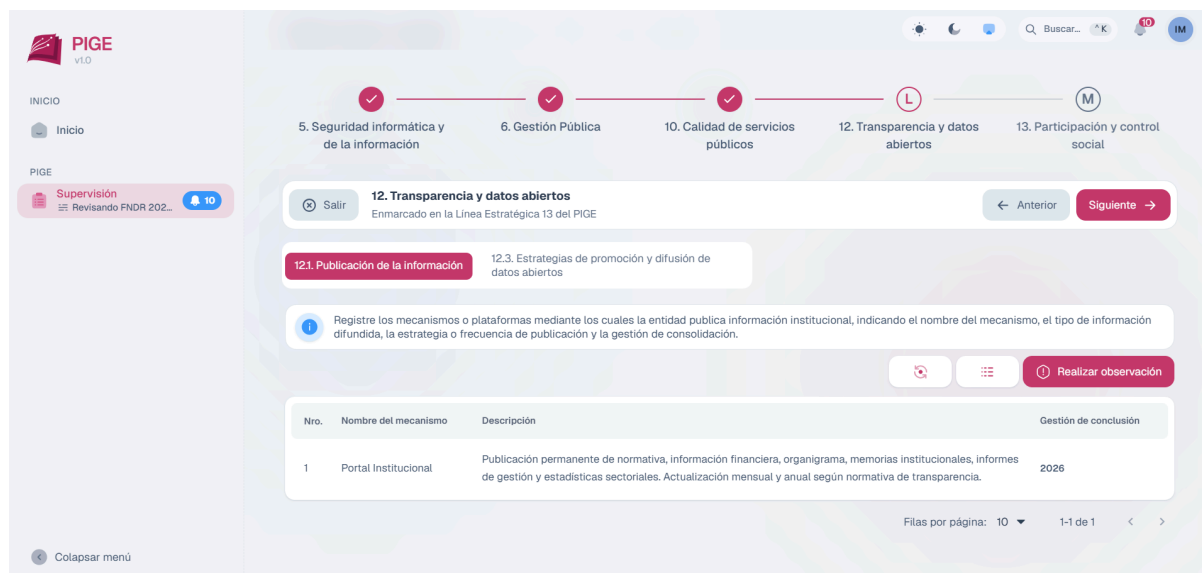 PIGE
v1.0
Buscar... ^K
10
IM
INICIO
Inicio
PIGE
Supervisión
Revisando FNDR 202...
10
5. Seguridad informática y
de la información
6. Gestión Pública
10. Calidad de servicios
públicos
L
12. Transparencia y datos
abiertos
M
13. Participación y control
social
Salir
12. Transparencia y datos abiertos
Enmarcado en la Línea Estratégica 13 del PIGE
Anterior
Siguiente
12.1. Publicación de la información
12.3. Estrategias de promoción y difusión de
datos abiertos
Registre los mecanismos o plataformas mediante los cuales la entidad publica información institucional, indicando el nombre del mecanismo, el tipo de información
difundida, la estrategia o frecuencia de publicación y la gestión de consolidación.
Realizar observación
Nro. Nombre del mecanismo Descripción Gestión de conclusión
1 Portal Institucional Publicación permanente de normativa, información financiera, organigrama, memorias institucionales, informes
de gestión y estadísticas sectoriales. Actualización mensual y anual según normativa de transparencia. 2026
Filas por página: 10 1-1 de 1
Colapsar menú